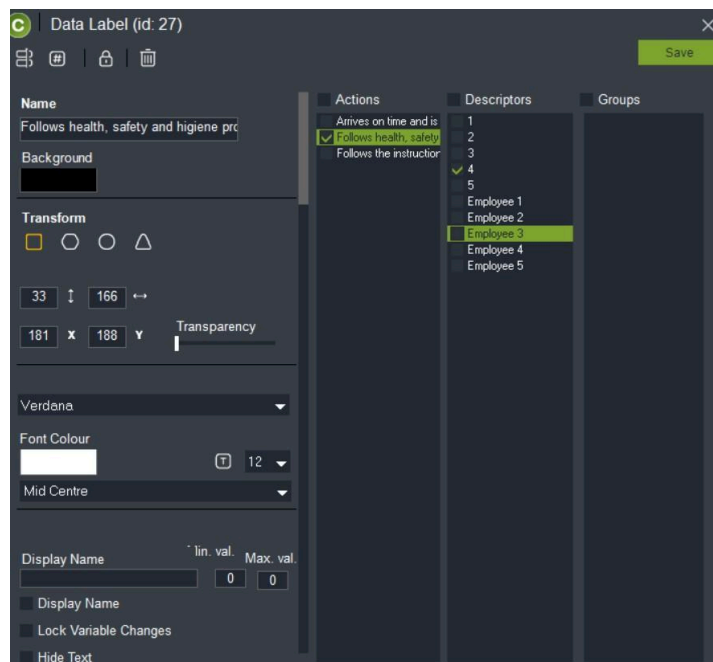 Data Label (id: 27)
Save
Name
Follows health, safety and higiene pro
Background
Transform
33 166
181 X 188 Y
Transparency
Verdana
Font Colour
T 12
Mid Centre
Display Name
lin. val. Max. val.
0 0
Display Name
Lock Variable Changes
Hide Text
Actions
Arrives on time and is
Follows health, safety
Follows the instruction
Descriptors
1
2
3
4
5
Employee 1
Employee 2
Employee 3
Employee 4
Employee 5
Groups